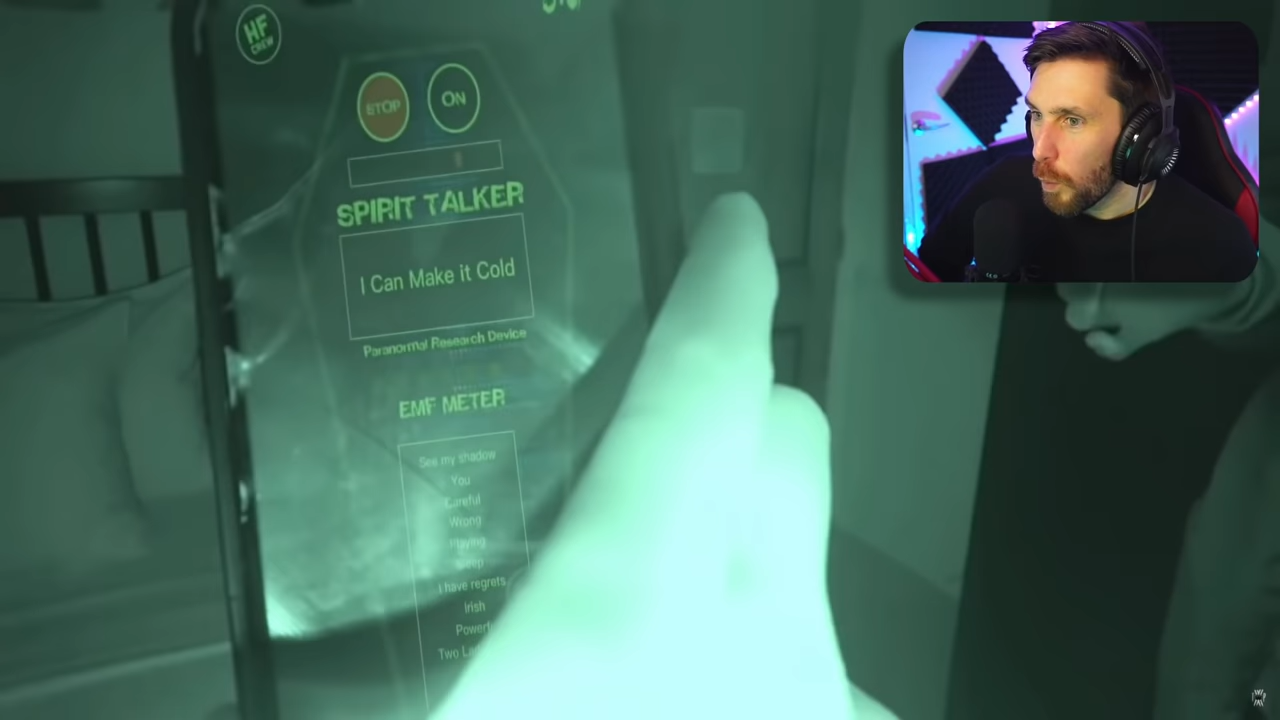 HF
CREW
STOP
ON
SPIRIT TALKER
I Can Make it Cold
Paranormal Research Device
EMF METER
See my shadow
You
Careful
Wrong
Playing
I have regrets
Irish
Two